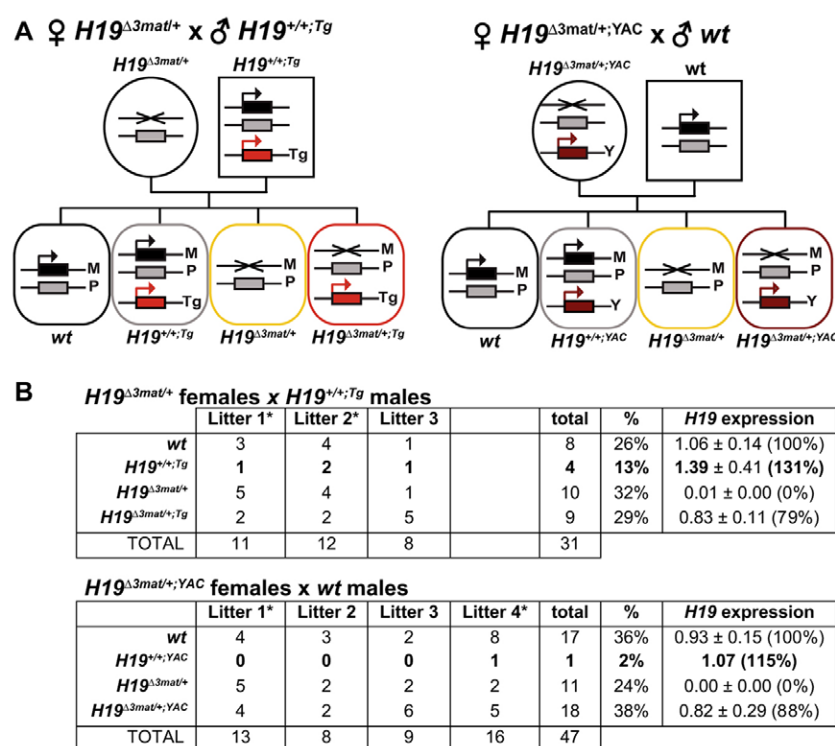 A ♀ H19Δ3mat/+ x ♂ H19+/+;Tg
H19Δ3mat/+ H19+/+;Tg
Tg
M
P
M
P
Tg
M
P
M
P
Tg
wt H19+/+;Tg H19Δ3mat/+ H19Δ3mat/+;Tg
♀ H19Δ3mat/+;YAC x ♂ wt
H19Δ3mat/+;YAC wt
Y
M
P
M
P
Y
M
P
M
P
Y
wt H19+/+;YAC H19Δ3mat/+ H19Δ3mat/+;YAC
B H19Δ3mat/+ females x H19+/+;Tg males
Litter 1* Litter 2* Litter 3 total % H19 expression
wt 3 4 1 8 26% 1.06 ± 0.14 (100%)
H19+/+;Tg 1 2 1 4 13% 1.39 ± 0.41 (131%)
H19Δ3mat/+ 5 4 1 10 32% 0.01 ± 0.00 (0%)
H19Δ3mat/+;Tg 2 2 5 9 29% 0.83 ± 0.11 (79%)
TOTAL 11 12 8 31
H19Δ3mat/+;YAC females x wt males
Litter 1* Litter 2 Litter 3 Litter 4* total % H19 expression
wt 4 3 2 8 17 36% 0.93 ± 0.15 (100%)
H19+/+;YAC 0 0 0 1 1 2% 1.07 (115%)
H19Δ3mat/+ 5 2 2 2 11 24% 0.00 ± 0.00 (0%)
H19Δ3mat/+;YAC 4 2 6 5 18 38% 0.82 ± 0.29 (88%)
TOTAL 13 8 9 16 47